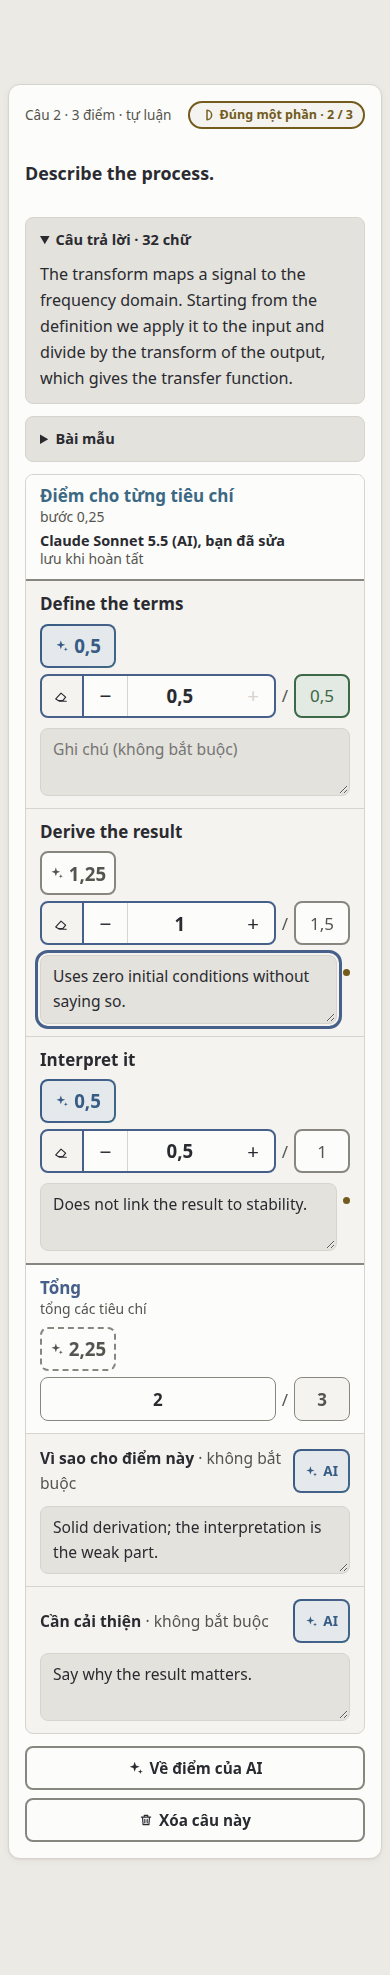 Câu 2 · 3 điểm · tự luận
Đúng một phần · 2 / 3
Describe the process.
Câu trả lời · 32 chữ
The transform maps a signal to the
frequency domain. Starting from the
definition we apply it to the input and
divide by the transform of the output,
which gives the transfer function.
Bài mẫu
Điểm cho từng tiêu chí
bước 0,25
Claude Sonnet 5.5 (AI), bạn đã sửa
lưu khi hoàn tất
Define the terms
0,5
− 0,5 + / 0,5
Ghi chú (không bắt buộc)
Derive the result
1,25
− 1 + / 1,5
Uses zero initial conditions without
saying so.
Interpret it
0,5
− 0,5 + / 1
Does not link the result to stability.
Tổng
tổng các tiêu chí
2,25
2 / 3
Vì sao cho điểm này · không bắt
buộc
AI
Solid derivation; the interpretation is
the weak part.
Cần cải thiện · không bắt buộc
AI
Say why the result matters.
Về điểm của AI
Xóa câu này